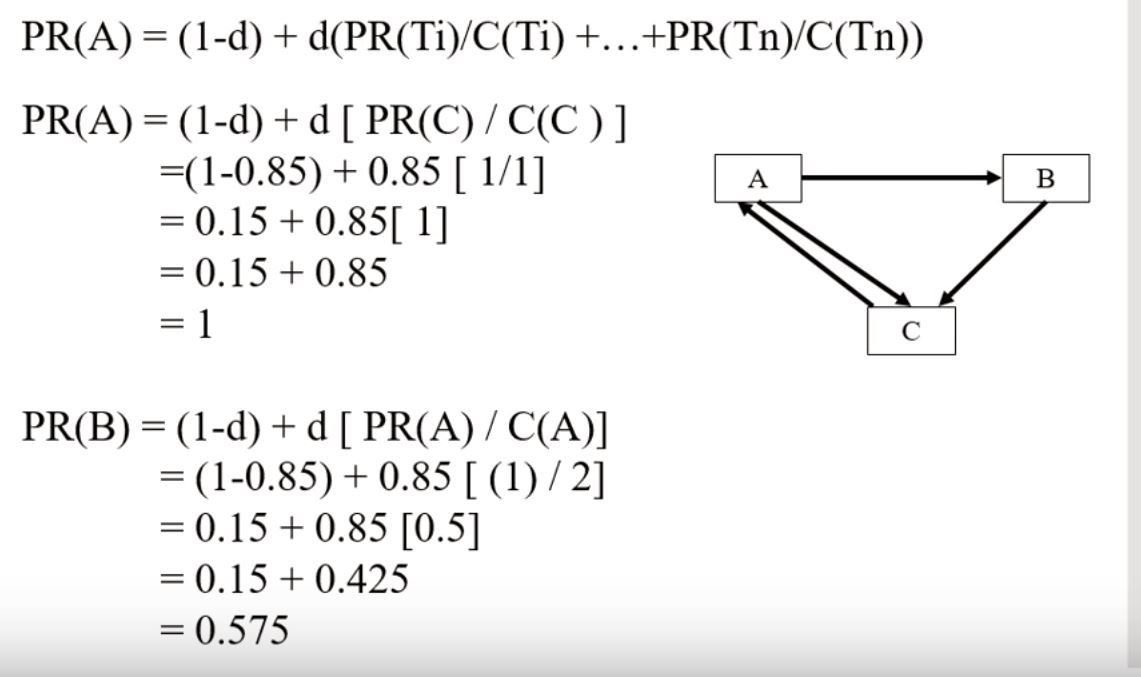 PR(A) = (1-d) + d(PR(Ti)/C(Ti) +...+PR(Tn)/C(Tn))
PR(A) = (1-d) + d [ PR(C) / C(C ) ]
=(1-0.85) + 0.85 [ 1/1]
= 0.15 + 0.85[ 1]
= 0.15 + 0.85
= 1
A
B
C
PR(B) = (1-d) + d [ PR(A) / C(A)]
= (1-0.85) + 0.85 [ (1) / 2]
= 0.15 + 0.85 [0.5]
= 0.15 + 0.425
= 0.575